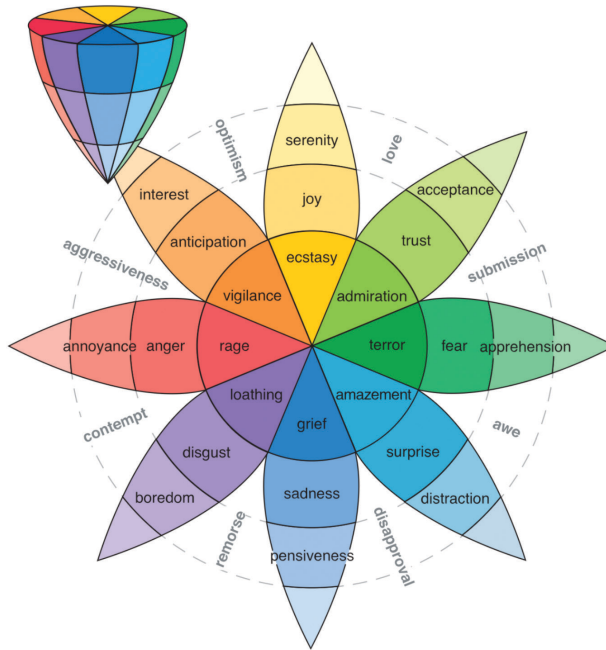 optimism
serenity
love
interest
joy
acceptance
anticipation
trust
aggressiveness
ecstasy
submission
vigilance
admiration
annoyance
anger
rage
terror
fear
apprehension
loathing
amazement
contempt
grief
awe
disgust
surprise
boredom
sadness
distraction
remorse
disapproval
pensiveness